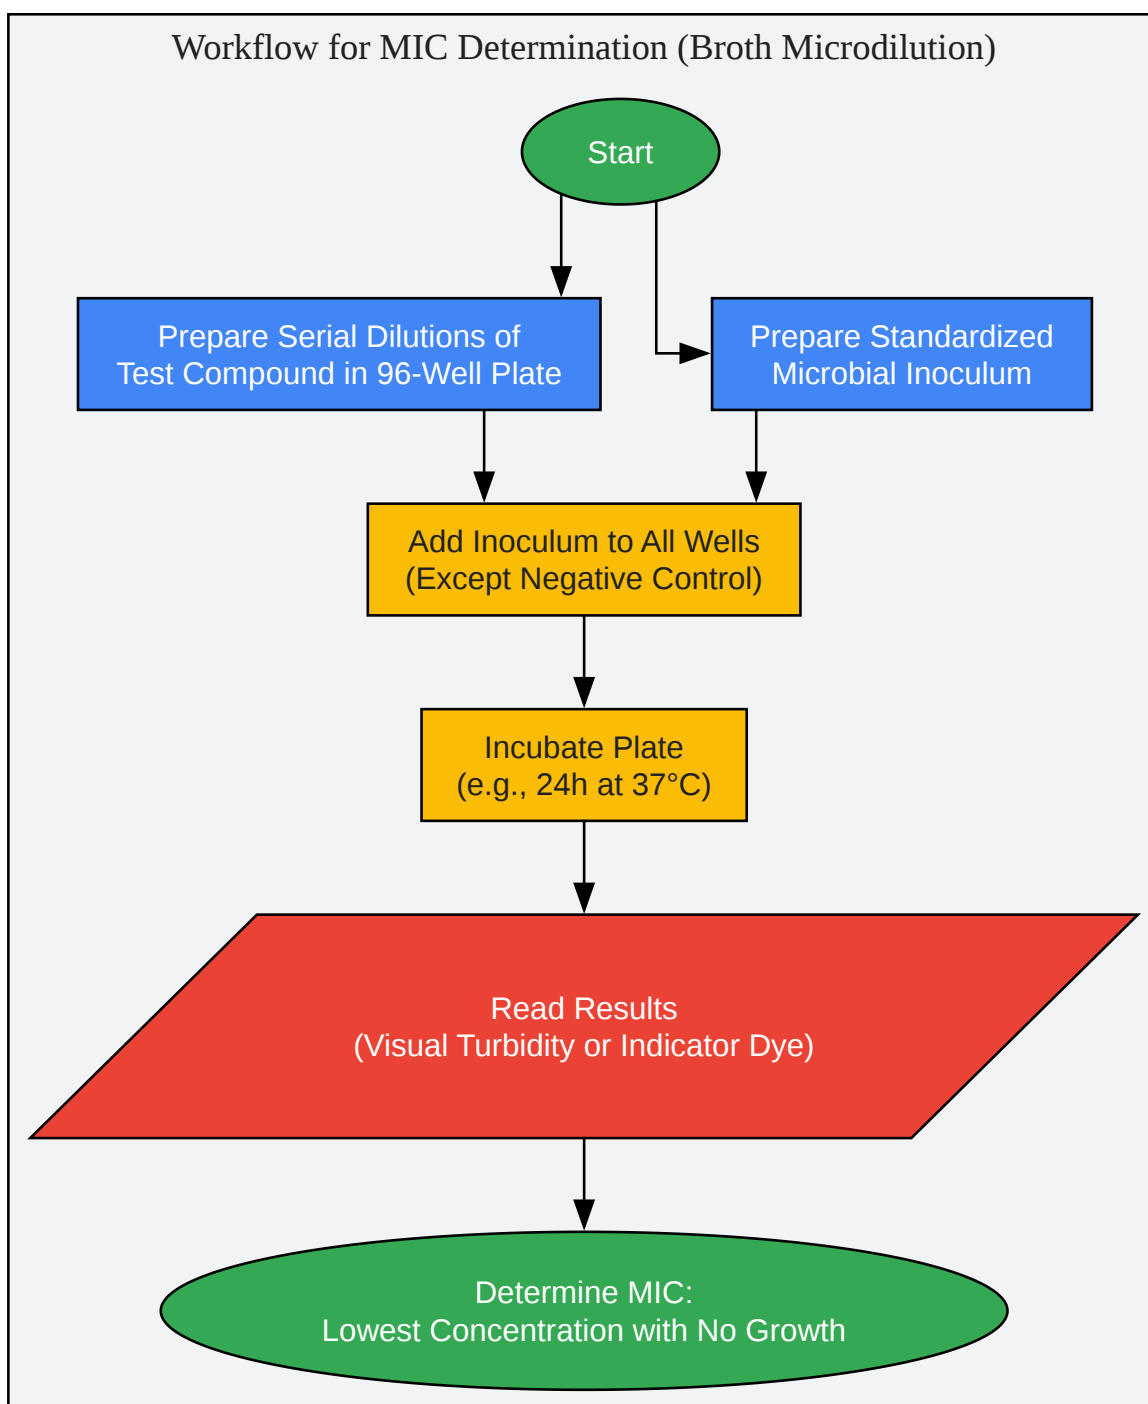 Workflow for MIC Determination (Broth Microdilution)
Start
Prepare Serial Dilutions of
Test Compound in 96-Well Plate
Prepare Standardized
Microbial Inoculum
Add Inoculum to All Wells
(Except Negative Control)
Incubate Plate
(e.g., 24h at 37°C)
Read Results
(Visual Turbidity or Indicator Dye)
Determine MIC:
Lowest Concentration with No Growth